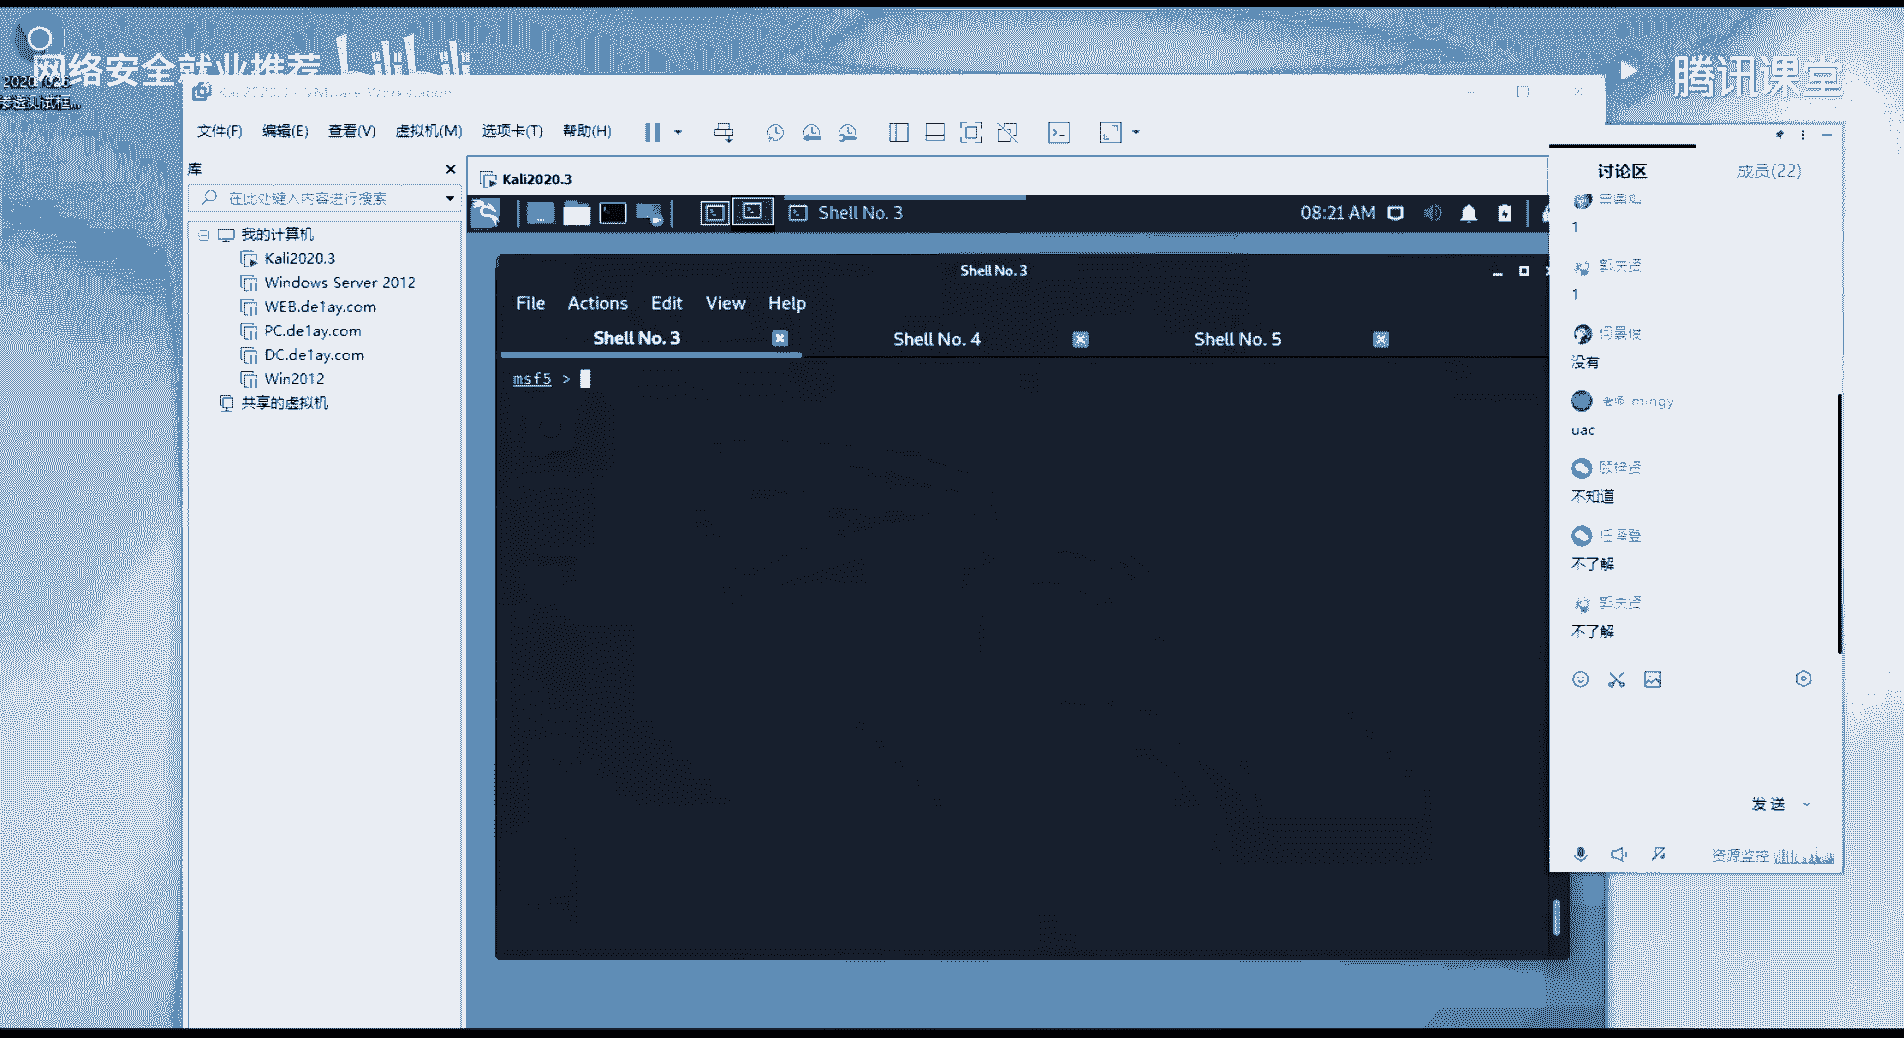 网络安全就业推荐
腾讯课堂
Kali2020.3 - VMware Workstation
文件(F) 编辑(E) 查看(V) 虚拟机(M) 选项卡(T) 帮助(H)
库
在此处键入内容进行搜索
我的计算机
Kali2020.3
Windows Server 2012
WEB.de1ay.com
PC.de1ay.com
DC.de1ay.com
Win2012
共享的虚拟机
Kali2020.3
Shell No. 3
08:21 AM
Shell No. 3
File Actions Edit View Help
Shell No. 3 Shell No. 4 Shell No. 5
msf5 >
讨论区 成员(22)
1
1
没有
老师 mingy
uac
不知道
不了解
不了解
发送
资源监控